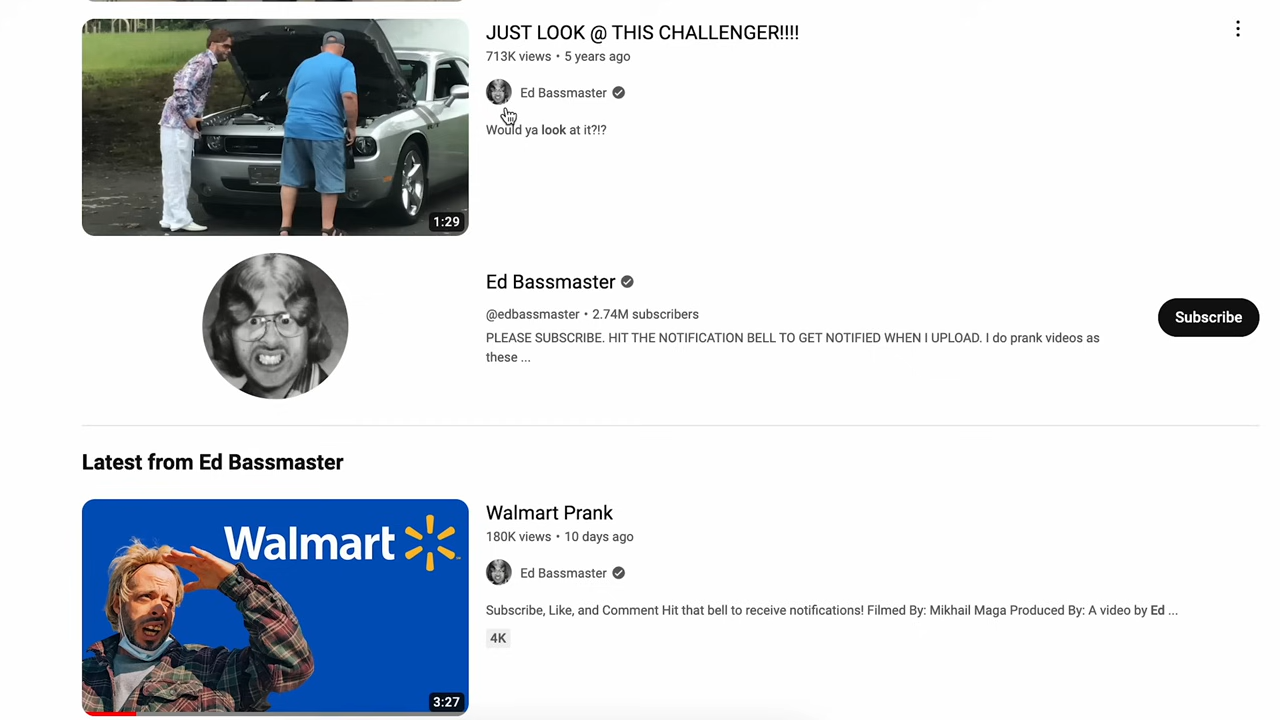 JUST LOOK @ THIS CHALLENGER!!!!
713K views • 5 years ago
Ed Bassmaster
Would ya look at it?!?
1:29
Ed Bassmaster
@edbassmaster • 2.74M subscribers
PLEASE SUBSCRIBE. HIT THE NOTIFICATION BELL TO GET NOTIFIED WHEN I UPLOAD. I do prank videos as
these ...
Subscribe
Latest from Ed Bassmaster
Walmart
3:27
Walmart Prank
180K views • 10 days ago
Ed Bassmaster
Subscribe, Like, and Comment Hit that bell to receive notifications! Filmed By: Mikhail Maga Produced By: A video by Ed ...
4K